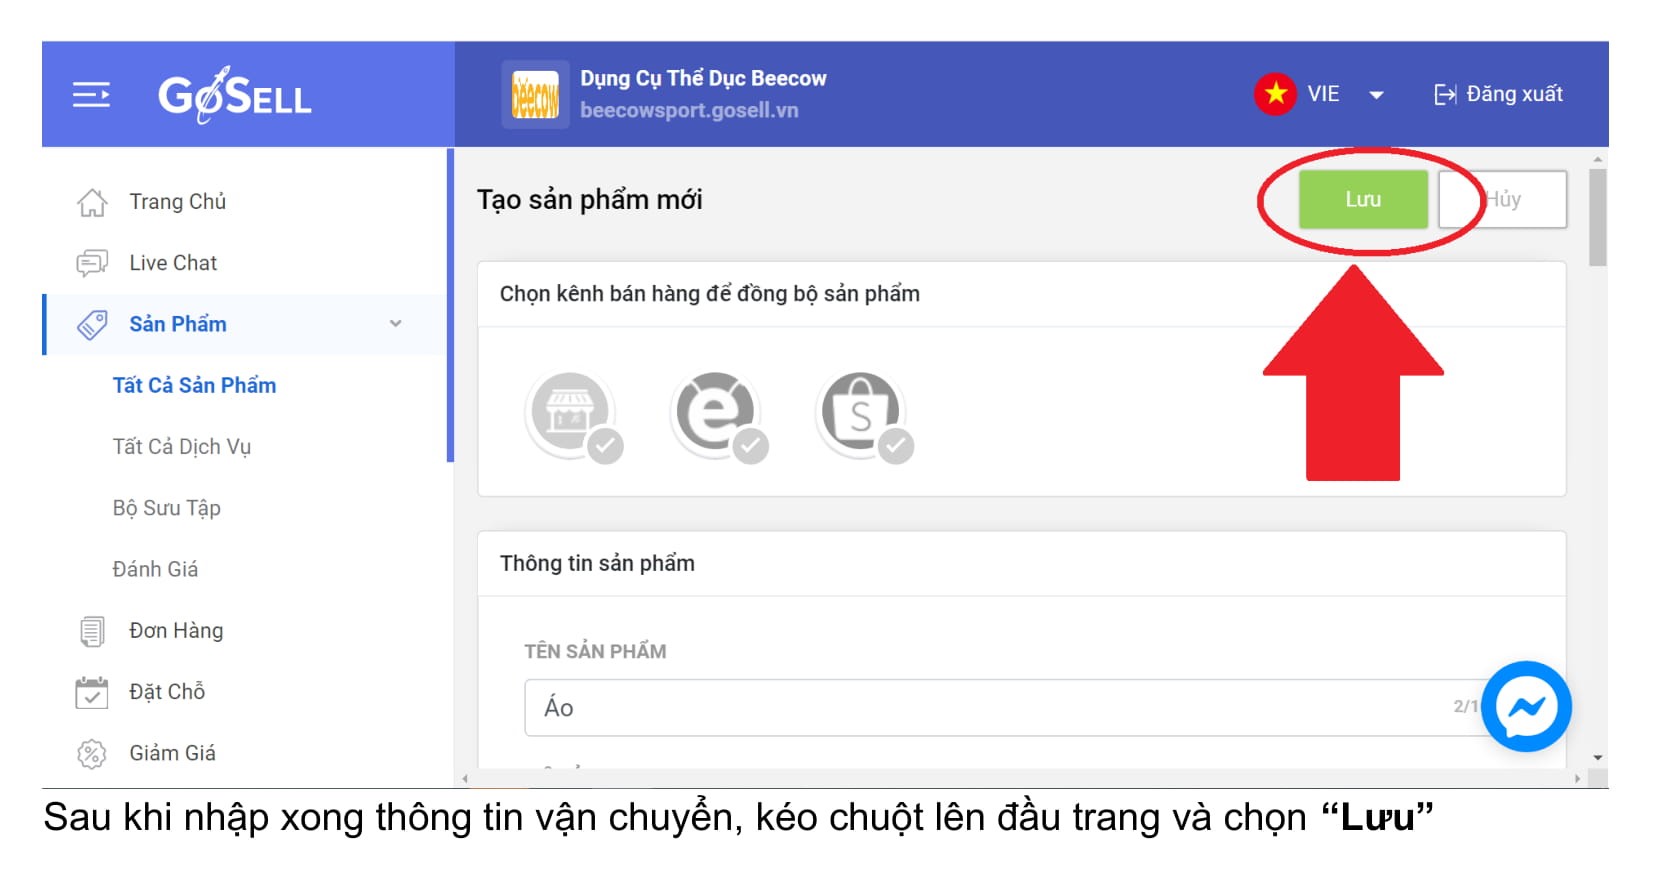 GoSELL
beecow
Dụng Cụ Thể Dục Beecow
beecowsport.gosell.vn
VIE
Đăng xuất
Trang Chủ
Live Chat
Sản Phẩm
Tất Cả Sản Phẩm
Tất Cả Dịch Vụ
Bộ Sưu Tập
Đánh Giá
Đơn Hàng
Đặt Chỗ
Giảm Giá
Tạo sản phẩm mới
Lưu
Hủy
Chọn kênh bán hàng để đồng bộ sản phẩm
Thông tin sản phẩm
TÊN SẢN PHẨM
Áo
2/1
Sau khi nhập xong thông tin vận chuyển, kéo chuột lên đầu trang và chọn “Lưu”